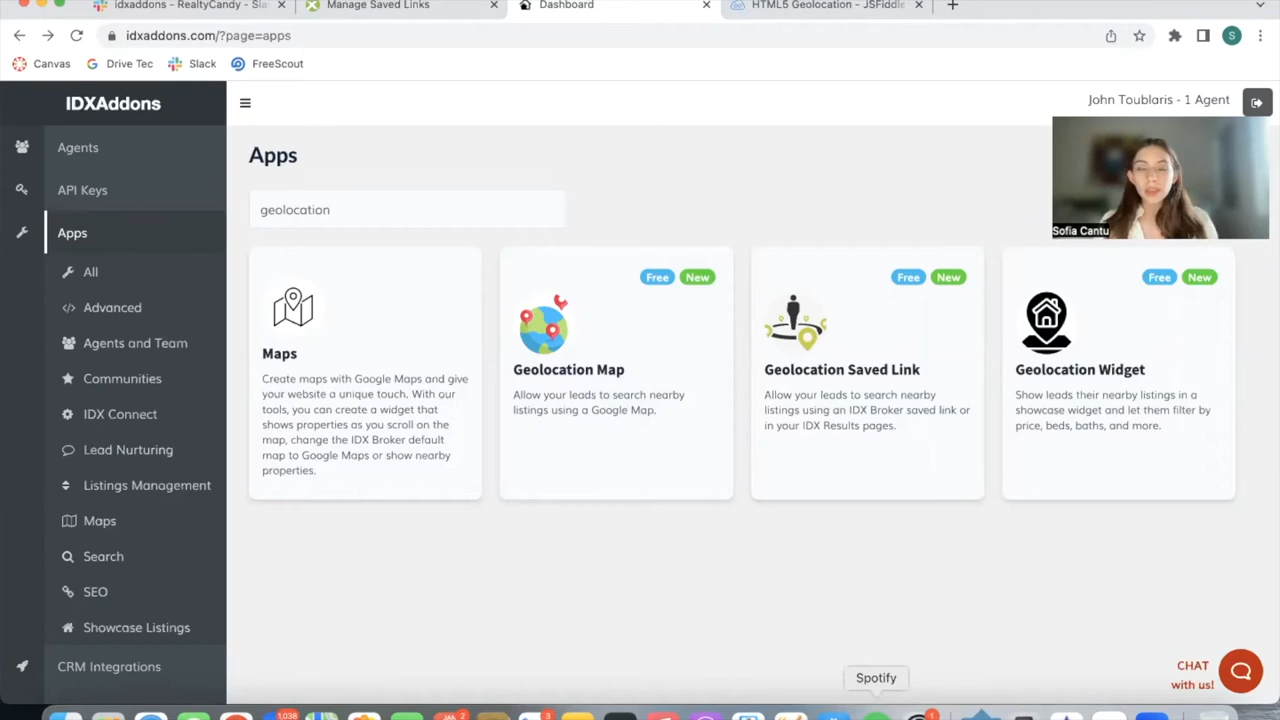 idxaddons - RealtyCandy - Sla
Manage Saved Links
Dashboard
HTML5 Geolocation - JSFiddle
idxaddons.com/?page=apps
S
Canvas
Drive Tec
Slack
FreeScout
IDXAddons
John Toublaris - 1 Agent
Agents
API Keys
Apps
All
Advanced
Agents and Team
Communities
IDX Connect
Lead Nurturing
Listings Management
Maps
Search
SEO
Showcase Listings
CRM Integrations
Apps
geolocation
Sofia Cantu
Maps
Create maps with Google Maps and give
your website a unique touch. With our
tools, you can create a widget that
shows properties as you scroll on the
map, change the IDX Broker default
map to Google Maps or show nearby
properties.
Free
New
Geolocation Map
Allow your leads to search nearby
listings using a Google Map.
Free
New
Geolocation Saved Link
Allow your leads to search nearby
listings using an IDX Broker saved link or
in your IDX Results pages.
Free
New
Geolocation Widget
Show leads their nearby listings in a
showcase widget and let them filter by
price, beds, baths, and more.
CHAT
with us!
Spotify
1,038
JAN
3
1